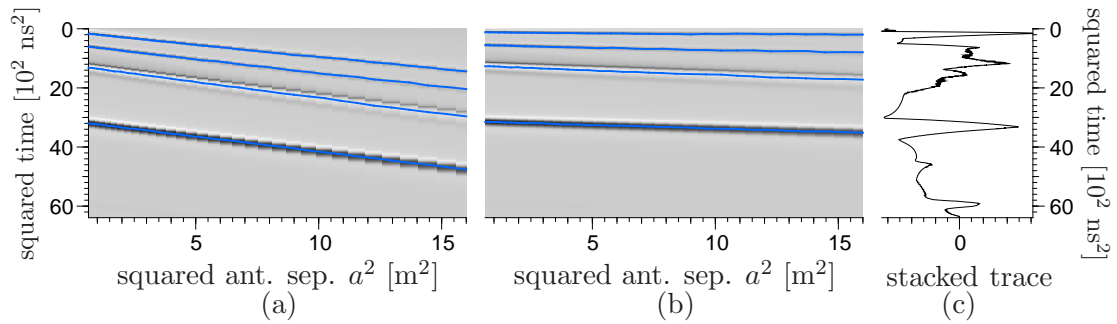 squared time [10² ns²]
0
20
40
60
5
10
15
squared ant. sep. a² [m²]
(a)
5
10
15
squared ant. sep. a² [m²]
(b)
0
20
40
60
squared time [10² ns²]
0
stacked trace
(c)